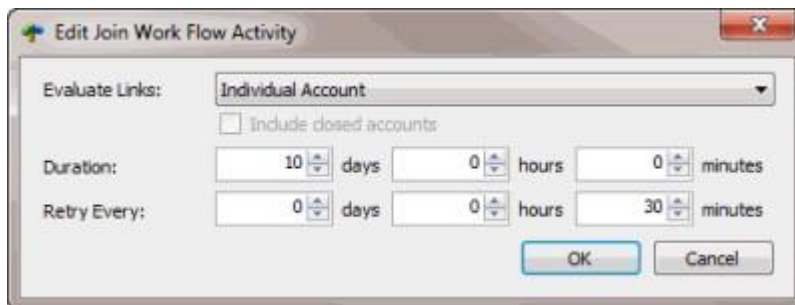 Edit Join Work Flow Activity
Evaluate Links: Individual Account
Include closed accounts
Duration: 10 days 0 hours 0 minutes
Retry Every: 0 days 0 hours 30 minutes
OK Cancel